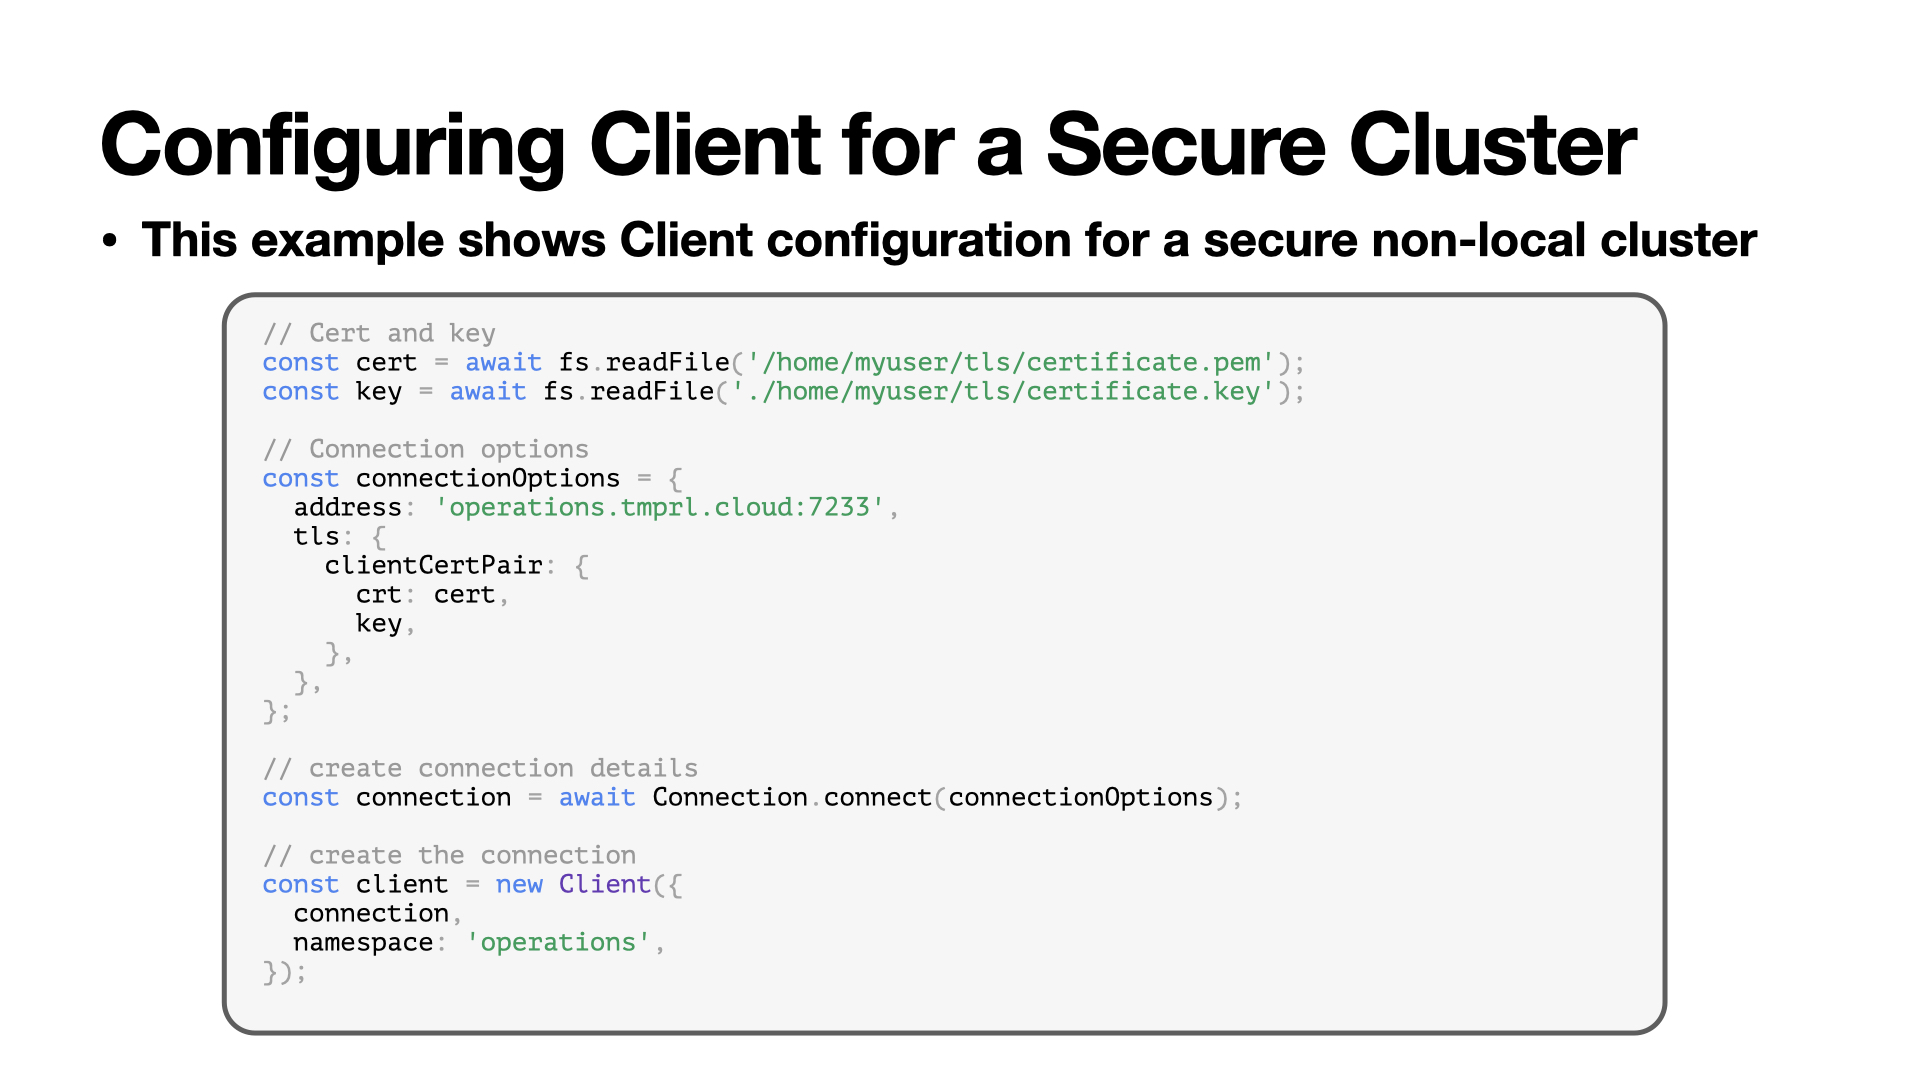 Configuring Client for a Secure Cluster
• This example shows Client configuration for a secure non-local cluster
// Cert and key
const cert = await fs.readFile('/home/myuser/tls/certificate.pem');
const key = await fs.readFile('./home/myuser/tls/certificate.key');
// Connection options
const connectionOptions = {
  address: 'operations.tmprl.cloud:7233',
  tls: {
    clientCertPair: {
      crt: cert,
      key,
    },
  },
};
// create connection details
const connection = await Connection.connect(connectionOptions);
// create the connection
const client = new Client({
  connection,
  namespace: 'operations',
});